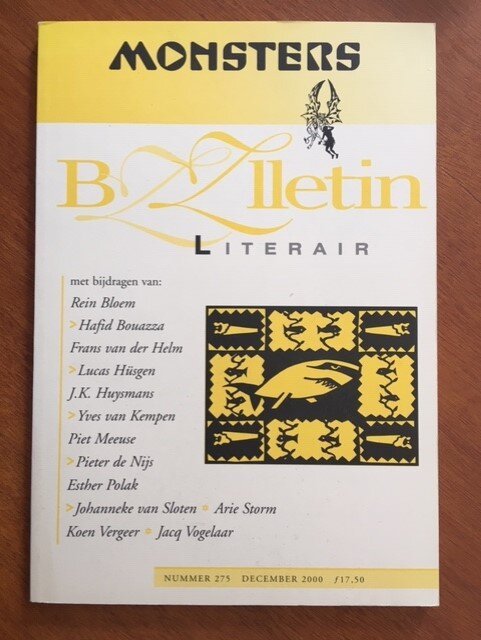 MONSTERS
BZZlletin
LITERAIR
met bijdragen van:
Rein Bloem
>Hafid Bouazza
Frans van der Helm
>Lucas Hüsgen
J.K. Huysmans
>Yves van Kempen
Piet Meeuse
>Pieter de Nijs
Esther Polak
>Johanneke van Sloten ✡ Arie Storm
Koen Vergeer ✡ Jacq Vogelaar
NUMMER 275 DECEMBER 2000 ƒ17,50